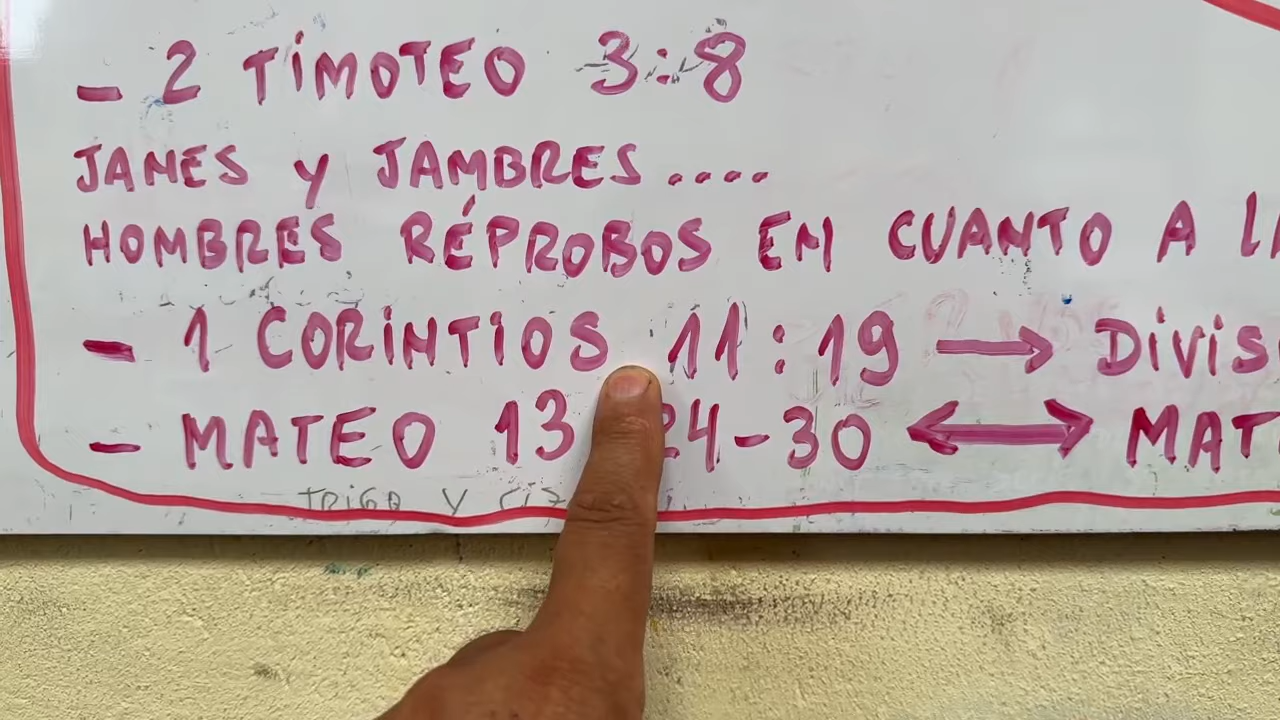 - 2 TIMOTEO 3:8
JANES Y JAMBRES....
HOMBRES RÉPROBOS EN CUANTO A
- 1 CORINTIOS 11:19 → DIVIS
- MATEO 13 24-30 ↔ MAT
TRIGO Y CIZ